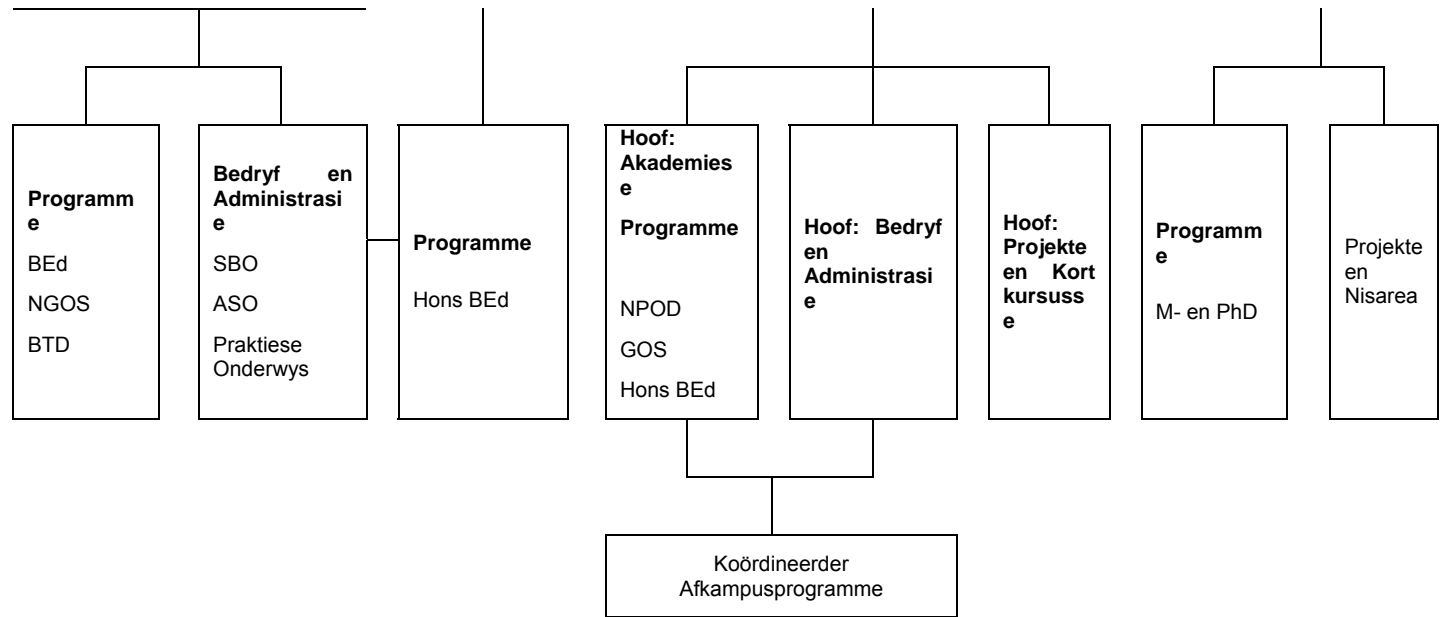 Programm
e
BEd
NGOS
BTD
Bedryf en
Administrasi
e
SBO
ASO
Praktiese
Onderwys
Programme
Hons BEd
Hoof:
Akademies
e
Programme
NPOD
GOS
Hons BEd
Hoof: Bedryf
en
Administrasi
e
Hoof:
Projekte
en Kort
kursuss
e
Programm
e
M- en PhD
Projekte
en
Nisarea
Koördineerder
Afkampusprogramme